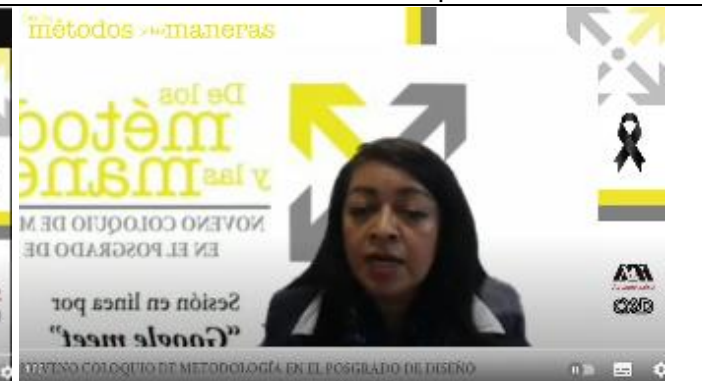 métodos y las maneras
De los
métod
y las mane
NOVENO COLOQUIO DE M
EN EL POSGRADO DE
Sesión en línea por
"Google meet"
NOVENO COLOQUIO DE METODOLOGÍA EN EL POSGRADO DE DISEÑO